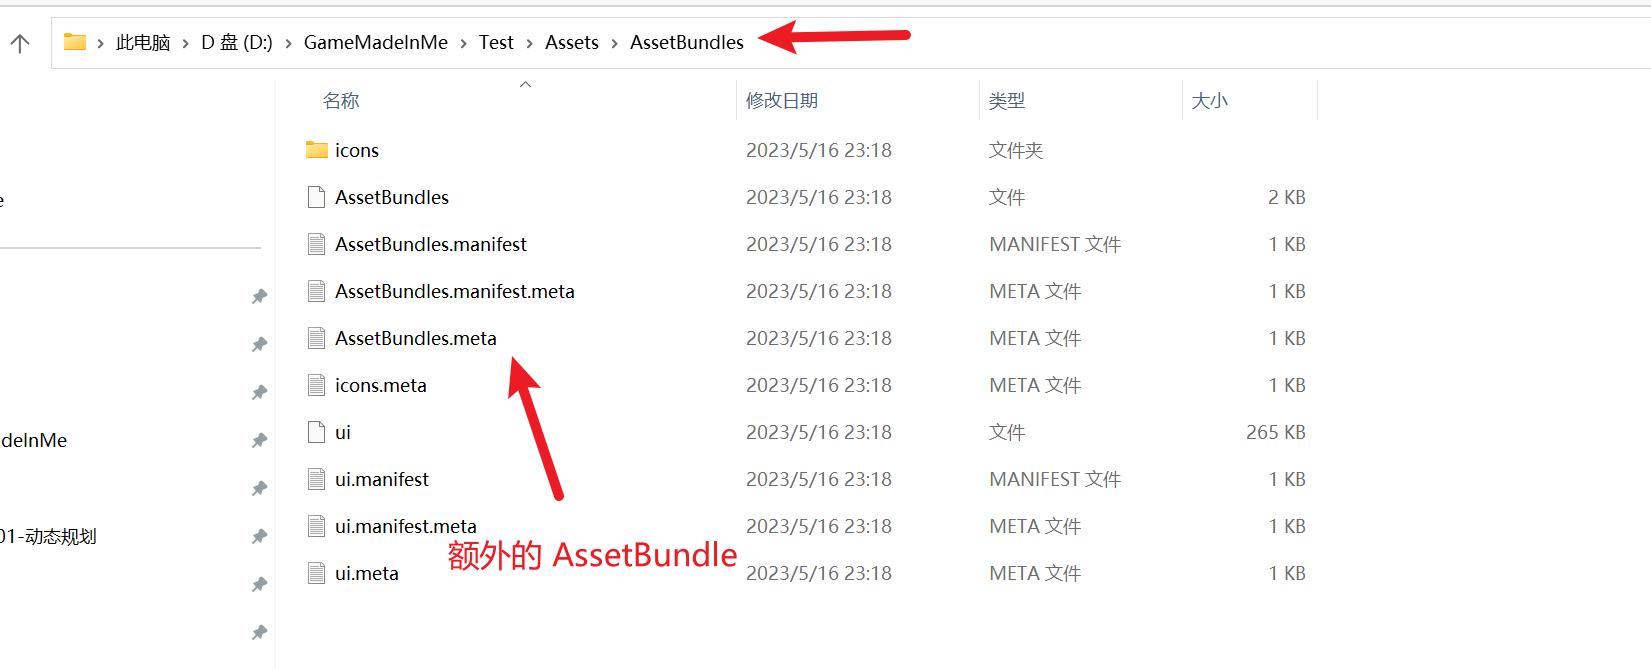 此电脑 › D 盘 (D:) › GameMadeInMe › Test › Assets › AssetBundles
名称 修改日期 类型 大小
icons 2023/5/16 23:18 文件夹
e
AssetBundles 2023/5/16 23:18 文件 2 KB
AssetBundles.manifest 2023/5/16 23:18 MANIFEST 文件 1 KB
AssetBundles.manifest.meta 2023/5/16 23:18 META 文件 1 KB
AssetBundles.meta 2023/5/16 23:18 META 文件 1 KB
icons.meta 2023/5/16 23:18 META 文件 1 KB
deInMe
ui 2023/5/16 23:18 文件 265 KB
ui.manifest 2023/5/16 23:18 MANIFEST 文件 1 KB
01-动态规划
ui.manifest.meta 2023/5/16 23:18 META 文件 1 KB
额外的 AssetBundle
ui.meta 2023/5/16 23:18 META 文件 1 KB